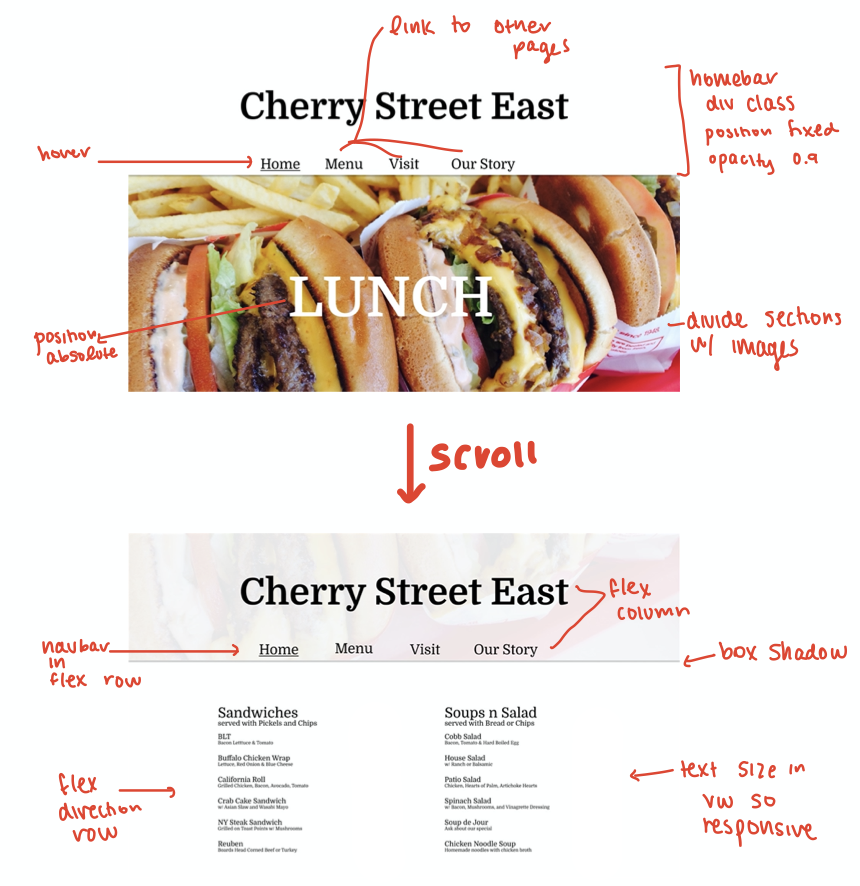 link to other
pages
Cherry Street East
homebar
div class
position fixed
opacity 0.9
hover
Home Menu Visit Our Story
LUNCH
position
absolute
divide sections
w/ images
scroll
Cherry Street East
flex
column
navbar
in
flex row
Home Menu Visit Our Story
box shadow
Sandwiches
served with Pickels and Chips
BLT
Bacon Letttuce & Tomato
Buffalo Chicken Wrap
Lettuce, Red Onion & Blue Cheese
California Roll
Grilled Chicken, Bacon, Avocado, Tomato
Crab Cake Sandwich
w/ Asian Slaw and Wasabi Mayo
NY Steak Sandwich
Grilled on Toast Points w/ Mushrooms
Reuben
Boards Head Corned Beef or Turkey
Soups n Salad
served with Bread or Chips
Cobb Salad
Bacon, Tomato & Hard Boiled Egg
House Salad
w/ Ranch or Balsamic
Patio Salad
Chicken, Hearts of Palm, Artichoke Hearts
Spinach Salad
w/ Bacon, Mushrooms, and Vinagrette Dressing
Soup de Jour
Ask about our special
Chicken Noodle Soup
Homemade noodles with chicken broth
flex
direction
row
text size in
vw so
responsive